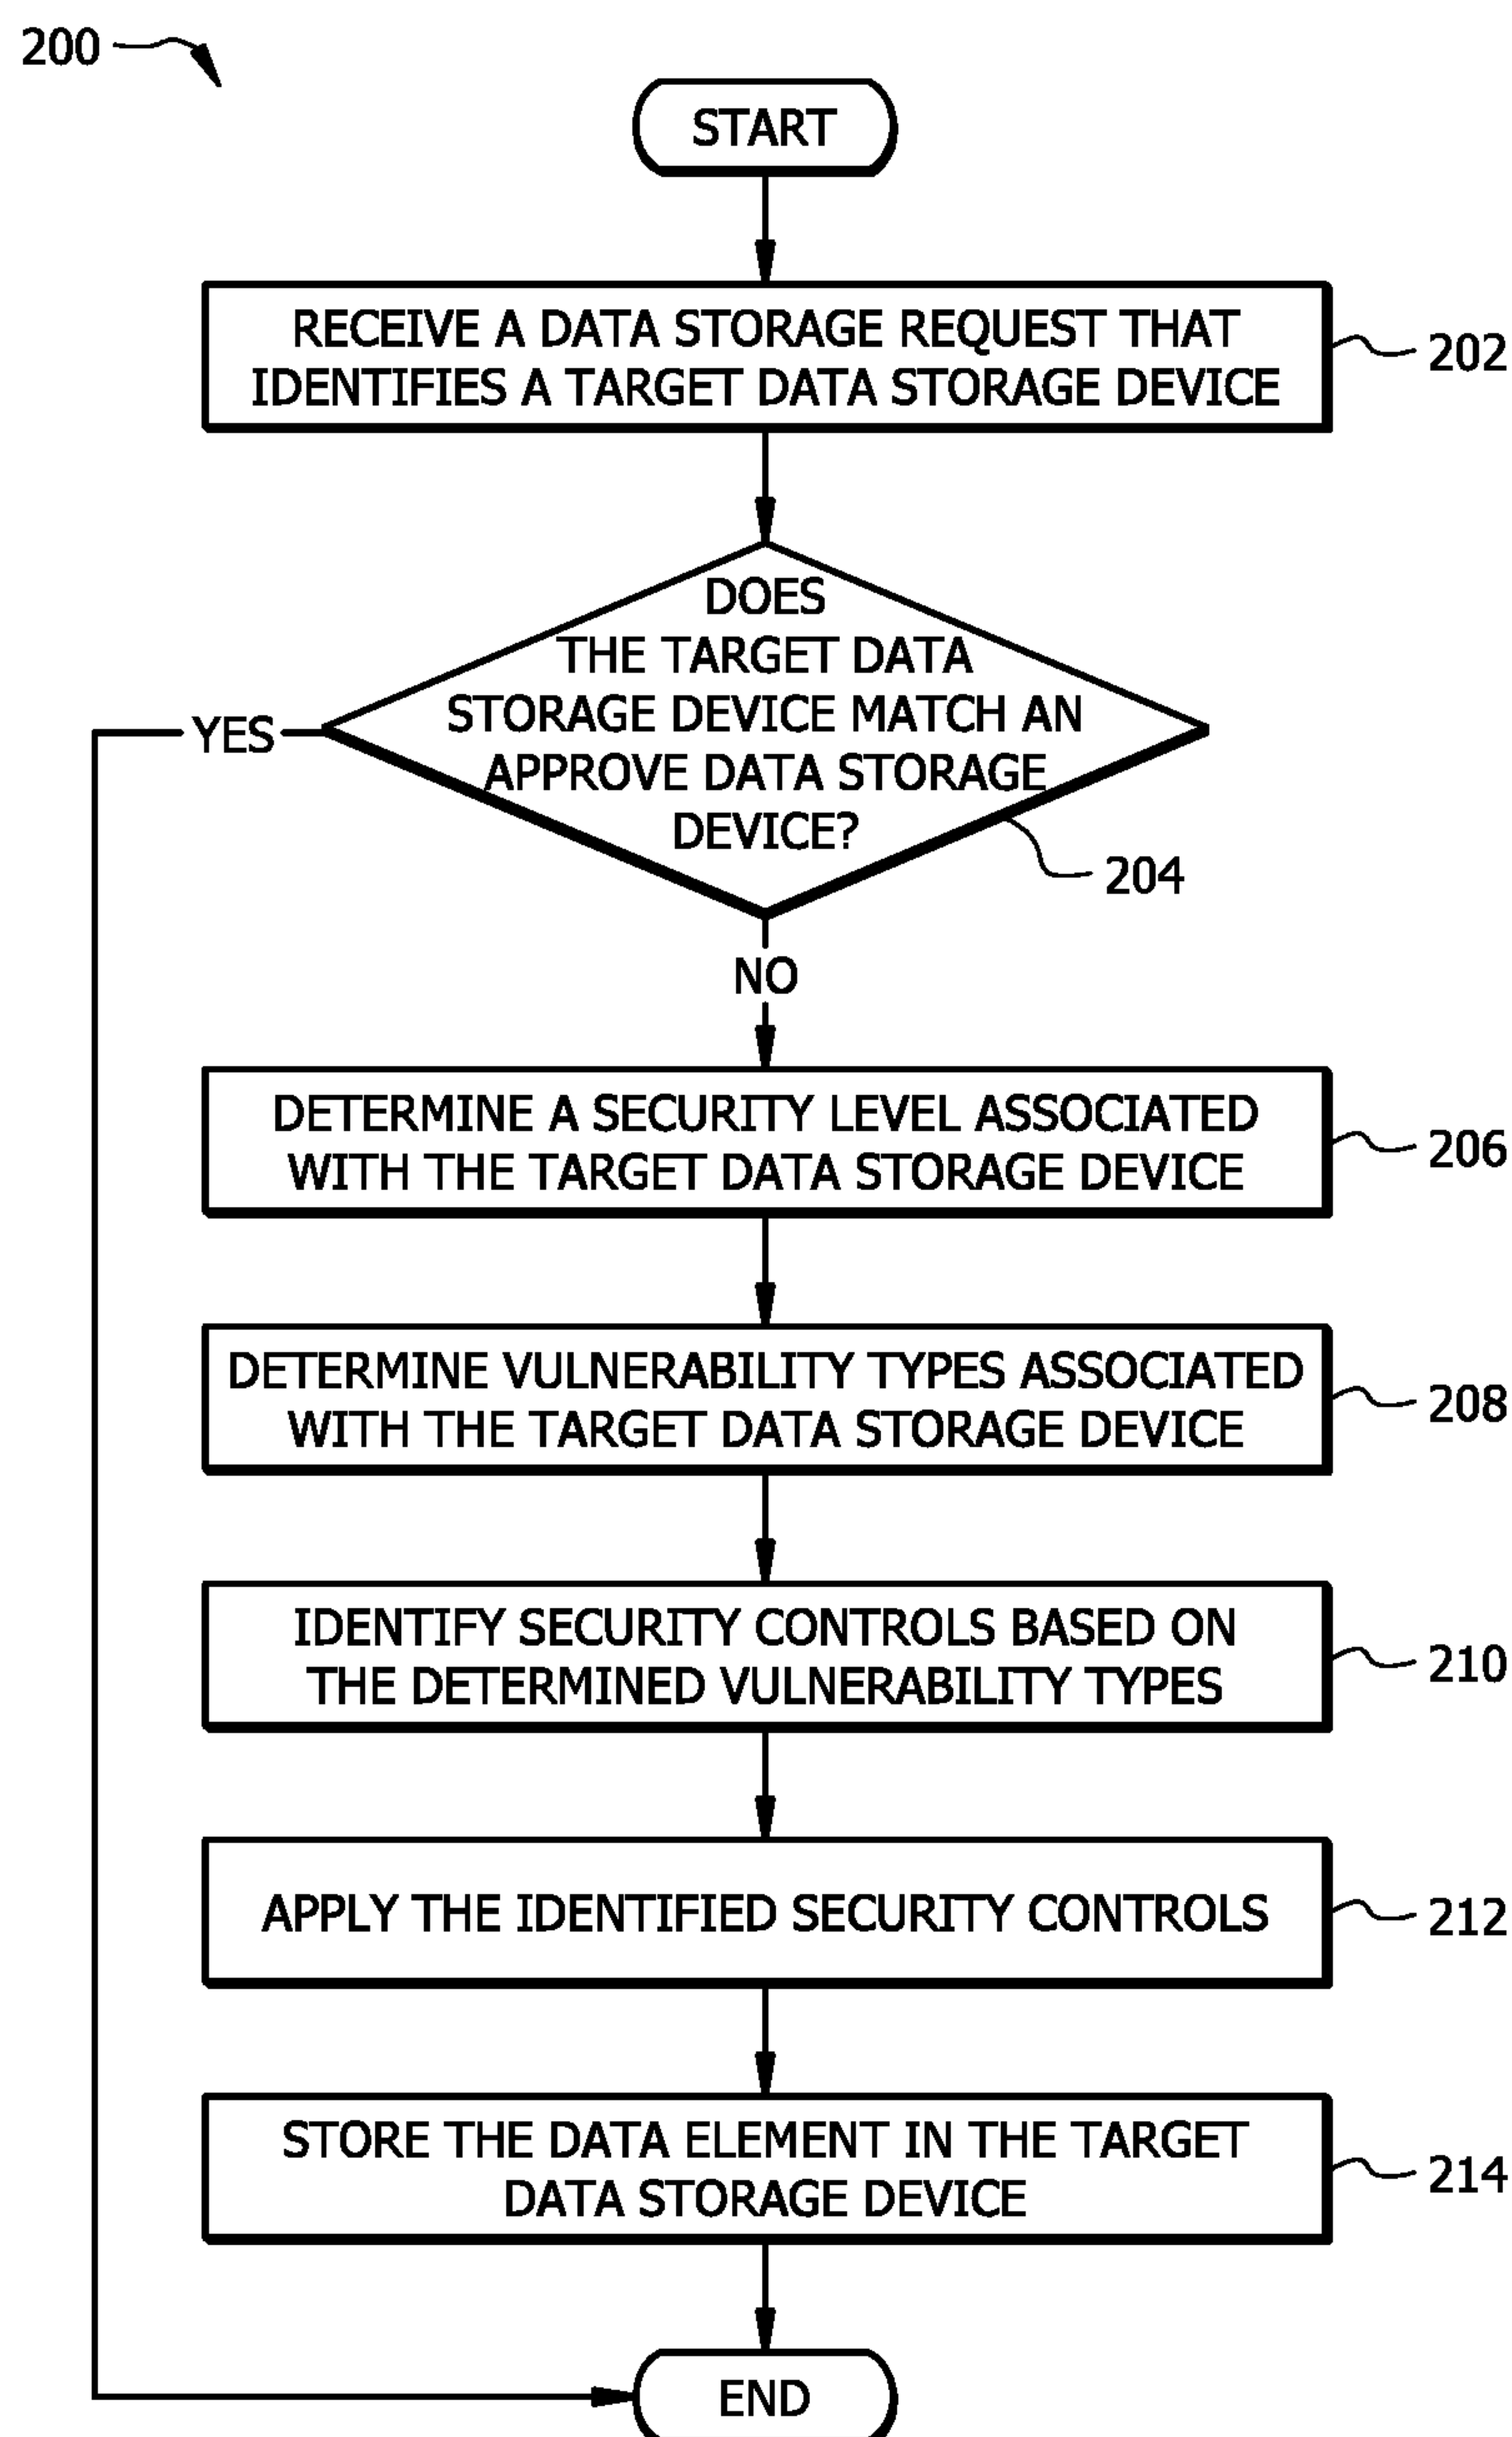 200
START
RECEIVE A DATA STORAGE REQUEST THAT
IDENTIFIES A TARGET DATA STORAGE DEVICE
202
DOES
THE TARGET DATA
STORAGE DEVICE MATCH AN
APPROVE DATA STORAGE
DEVICE?
YES
204
NO
DETERMINE A SECURITY LEVEL ASSOCIATED
WITH THE TARGET DATA STORAGE DEVICE
206
DETERMINE VULNERABILITY TYPES ASSOCIATED
WITH THE TARGET DATA STORAGE DEVICE
208
IDENTIFY SECURITY CONTROLS BASED ON
THE DETERMINED VULNERABILITY TYPES
210
APPLY THE IDENTIFIED SECURITY CONTROLS
212
STORE THE DATA ELEMENT IN THE TARGET
DATA STORAGE DEVICE
214
END